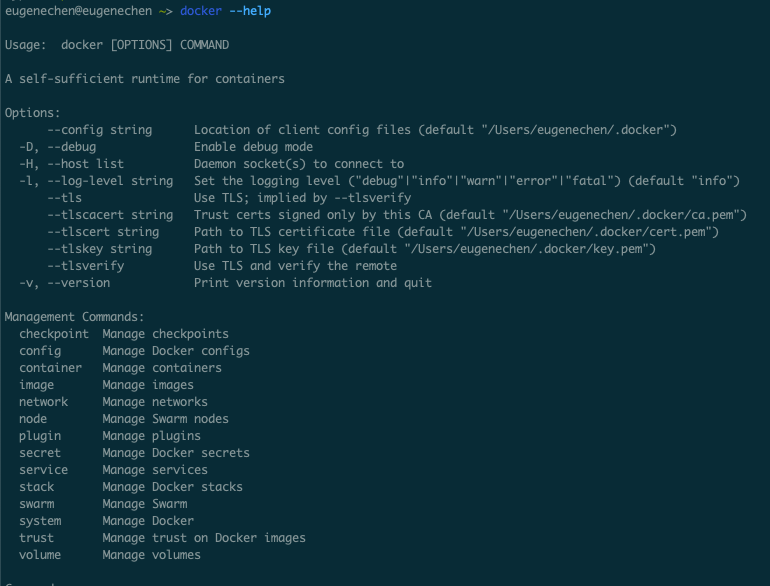 eugenechen@eugenechen ~> docker --help
Usage:  docker [OPTIONS] COMMAND
A self-sufficient runtime for containers
Options:
      --config string      Location of client config files (default "/Users/eugenechen/.docker")
  -D, --debug              Enable debug mode
  -H, --host list          Daemon socket(s) to connect to
  -l, --log-level string   Set the logging level ("debug"|"info"|"warn"|"error"|"fatal") (default "info")
      --tls                Use TLS; implied by --tlsverify
      --tlscacert string   Trust certs signed only by this CA (default "/Users/eugenechen/.docker/ca.pem")
      --tlscert string     Path to TLS certificate file (default "/Users/eugenechen/.docker/cert.pem")
      --tlskey string      Path to TLS key file (default "/Users/eugenechen/.docker/key.pem")
      --tlsverify          Use TLS and verify the remote
  -v, --version            Print version information and quit
Management Commands:
  checkpoint  Manage checkpoints
  config      Manage Docker configs
  container   Manage containers
  image       Manage images
  network     Manage networks
  node        Manage Swarm nodes
  plugin      Manage plugins
  secret      Manage Docker secrets
  service     Manage services
  stack       Manage Docker stacks
  swarm       Manage Swarm
  system      Manage Docker
  trust       Manage trust on Docker images
  volume      Manage volumes